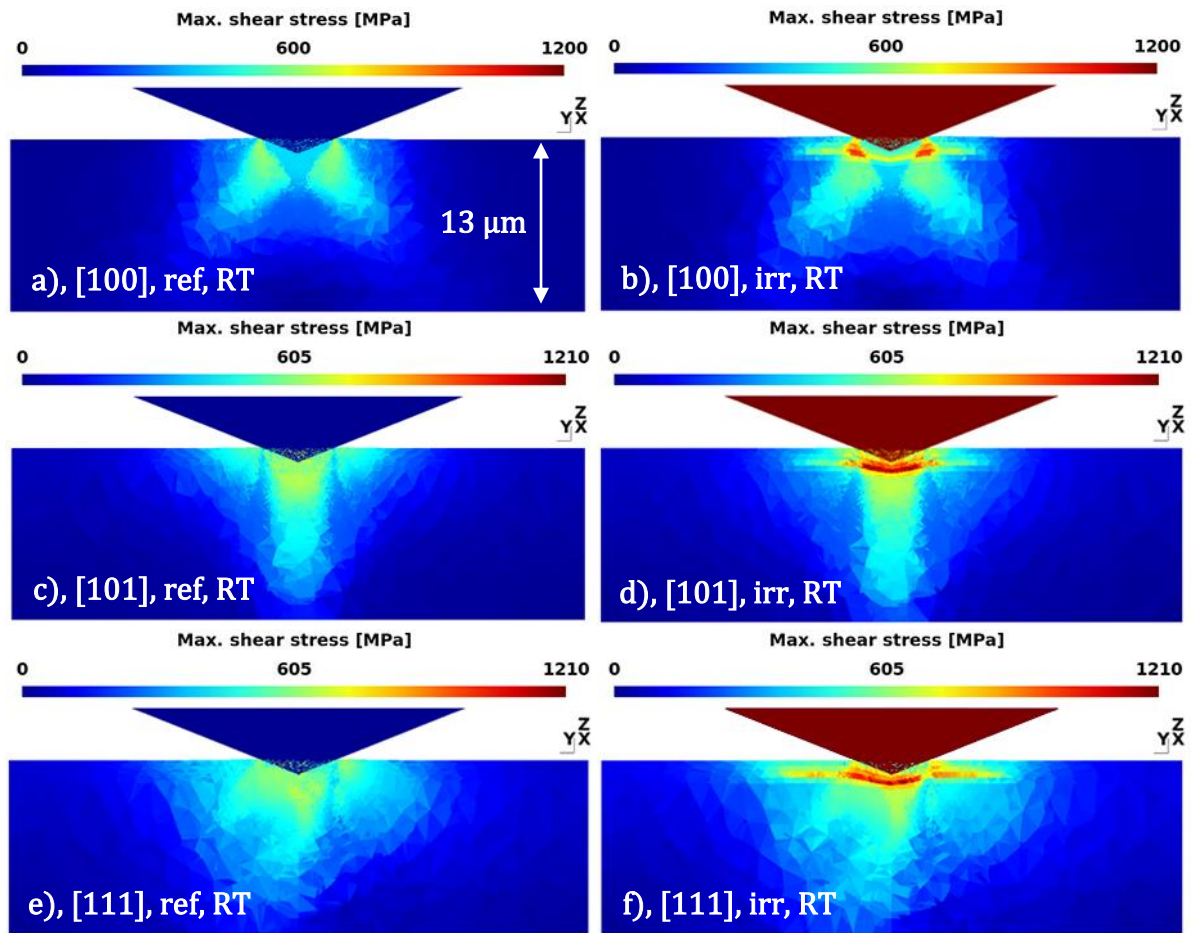 Max. shear stress [MPa]
0 600 1200
Z
Y X
13 μm
a), [100], ref, RT
Max. shear stress [MPa]
0 600 1200
Z
Y X
b), [100], irr, RT
Max. shear stress [MPa]
0 605 1210
Z
Y X
c), [101], ref, RT
Max. shear stress [MPa]
0 605 1210
Z
Y X
d), [101], irr, RT
Max. shear stress [MPa]
0 605 1210
Z
Y X
e), [111], ref, RT
Max. shear stress [MPa]
0 605 1210
Z
Y X
f), [111], irr, RT